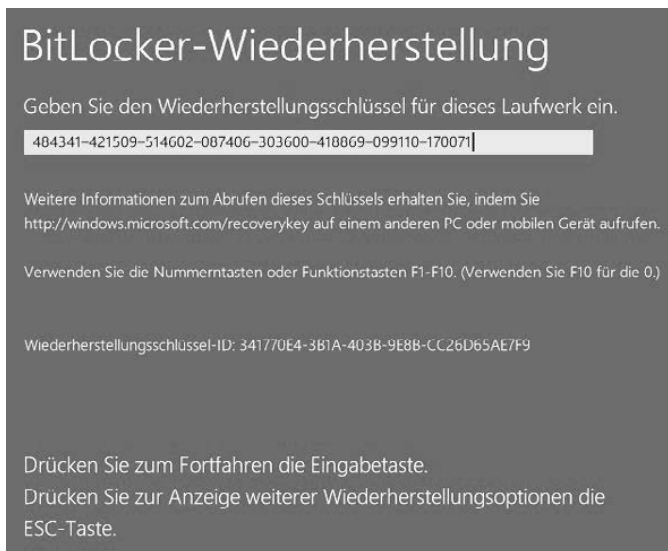 BitLocker-Wiederherstellung
Geben Sie den Wiederherstellungsschlüssel für dieses Laufwerk ein.
484341–421509–514602–087406–303600–418869–099110–170071
Weitere Informationen zum Abrufen dieses Schlüssels erhalten Sie, indem Sie
http://windows.microsoft.com/recoverykey auf einem anderen PC oder mobilen Gerät aufrufen.
Verwenden Sie die Nummerntasten oder Funktionstasten F1-F10. (Verwenden Sie F10 für die 0.)
Wiederherstellungsschlüssel-ID: 341770E4-3B1A-403B-9E8B-CC26D65AE7F9
Drücken Sie zum Fortfahren die Eingabetaste.
Drücken Sie zur Anzeige weiterer Wiederherstellungsoptionen die
ESC-Taste.